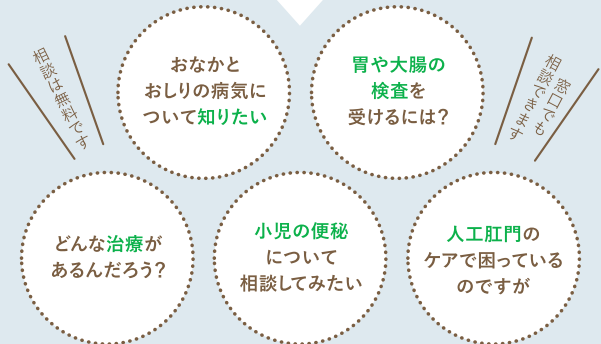 相談は無料です
おなかと
おしりの病気に
ついて知りたい
胃や大腸の
検査を
受けるには？
窓口でも
相談できます
どんな治療が
あるんだろう？
小児の便秘
について
相談してみたい
人工肛門の
ケアで困っている
のですが